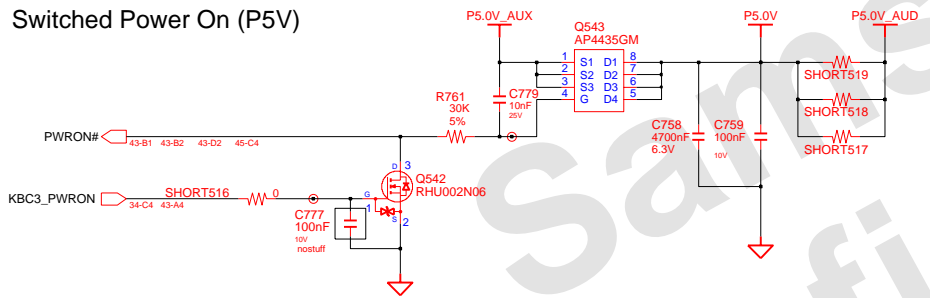 Switched Power On (P5V)
P5.0V_AUX
P5.0V
P5.0V_AUD
Q543
AP4435GM
1 S1 D1 8
2 S2 D2 7
3 S3 D3 6
4 G D4 5
R761
30K
5%
C779
10nF
25V
SHORT519
SHORT518
SHORT517
C758
4700nF
6.3V
C759
100nF
10V
PWRON#
43-B1 43-B2 43-D2 45-C4
D 3
Q542
RHU002N06
KBC3_PWRON
SHORT516
0
34-C4 43-A4
G
1
S
2
C777
100nF
10V
nostuff
Sams
fi